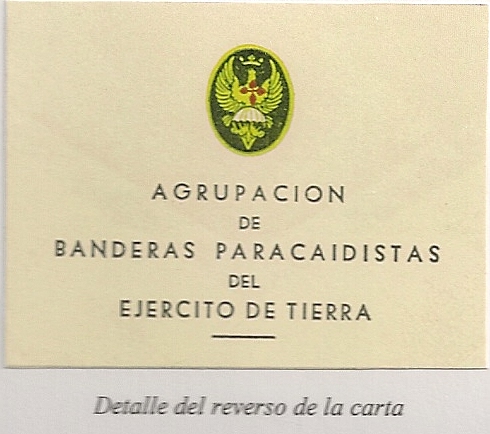 AGRUPACION
DE
BANDERAS PARACAIDISTAS
DEL
EJERCITO DE TIERRA
Detalle del reverso de la carta